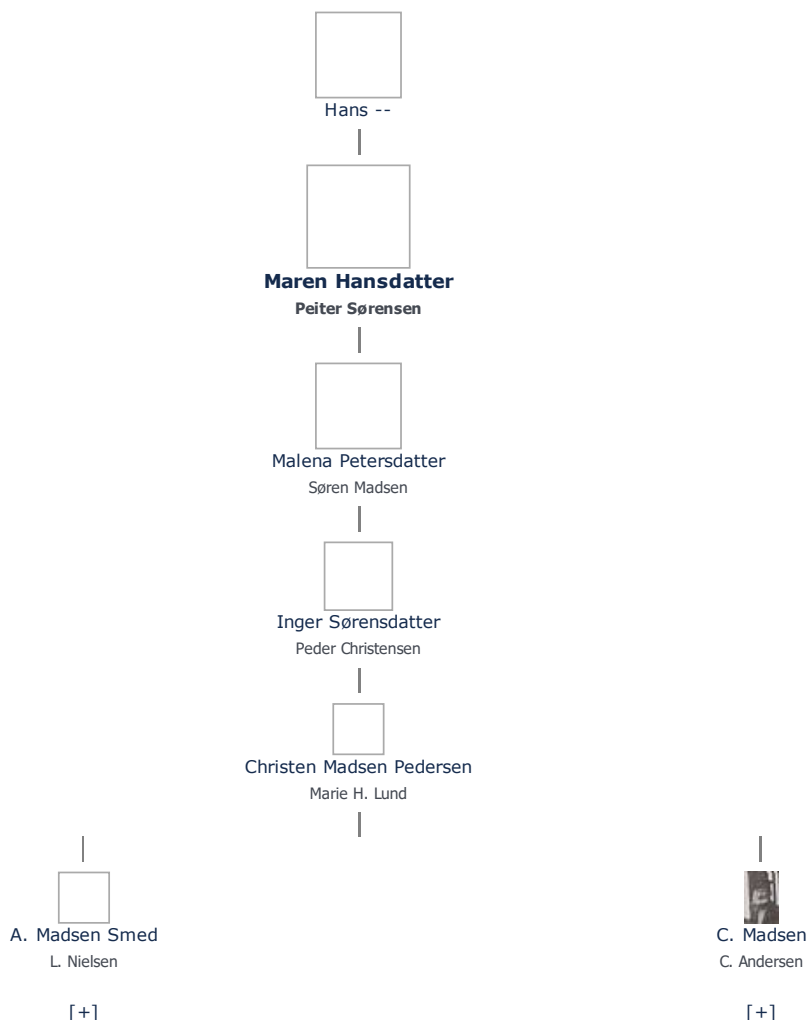 Hans --
Maren Hansdatter
Peiter Sørensen
Malena Petersdatter
Søren Madsen
Inger Sørensdatter
Peder Christensen
Christen Madsen Pedersen
Marie H. Lund
A. Madsen Smed
L. Nielsen
[+]
C. Madsen
C. Andersen
[+]